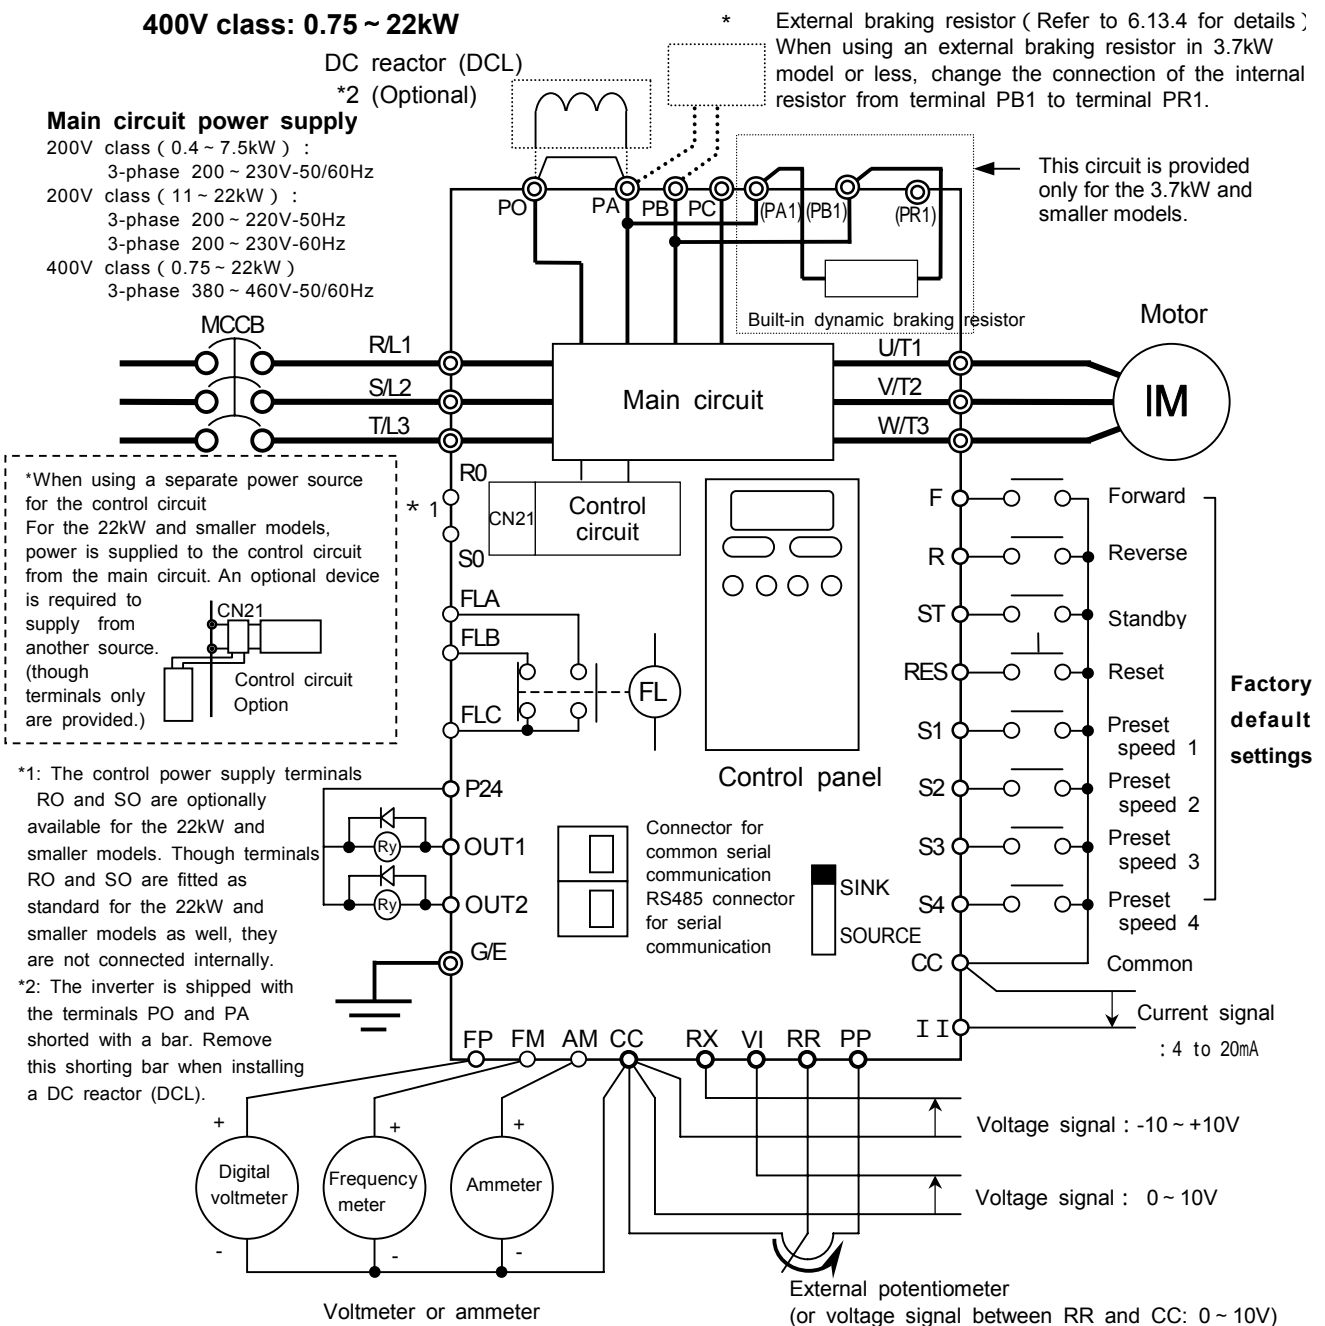 400V class: 0.75 ~ 22kW
* External braking resistor ( Refer to 6.13.4 for details )
When using an external braking resistor in 3.7kW
model or less, change the connection of the internal
resistor from terminal PB1 to terminal PR1.
DC reactor (DCL)
*2 (Optional)
Main circuit power supply
200V class ( 0.4 ~ 7.5kW ) :
3-phase 200 ~ 230V-50/60Hz
200V class ( 11 ~ 22kW ) :
3-phase 200 ~ 220V-50Hz
3-phase 200 ~ 230V-60Hz
400V class ( 0.75 ~ 22kW )
3-phase 380 ~ 460V-50/60Hz
This circuit is provided
only for the 3.7kW and
smaller models.
PO
PA
PB
PC
(PA1)
(PB1)
(PR1)
Built-in dynamic braking resistor
MCCB
R/L1
S/L2
T/L3
Main circuit
U/T1
V/T2
W/T3
Motor
IM
*When using a separate power source
for the control circuit
For the 22kW and smaller models,
power is supplied to the control circuit
from the main circuit. An optional device
is required to
supply from
another source.
(though
terminals only
are provided.)
CN21
Control circuit
Option
* 1
R0
S0
CN21
Control
circuit
FLA
FLB
FLC
FL
Control panel
F
Forward
R
Reverse
ST
Standby
RES
Reset
S1
Preset
speed 1
S2
Preset
speed 2
S3
Preset
speed 3
S4
Preset
speed 4
CC
Common
Factory
default
settings
*1: The control power supply terminals
RO and SO are optionally
available for the 22kW and
smaller models. Though terminals
RO and SO are fitted as
standard for the 22kW and
smaller models as well, they
are not connected internally.
*2: The inverter is shipped with
the terminals PO and PA
shorted with a bar. Remove
this shorting bar when installing
a DC reactor (DCL).
P24
Ry
OUT1
Ry
OUT2
G/E
Connector for
common serial
communication
RS485 connector
for serial
communication
SINK
SOURCE
II
Current signal
: 4 to 20mA
FP
FM
AM
CC
RX
VI
RR
PP
Voltage signal : -10 ~ +10V
Voltage signal : 0 ~ 10V
+
Digital
voltmeter
-
+
Frequency
meter
-
+
Ammeter
-
Voltmeter or ammeter
External potentiometer
(or voltage signal between RR and CC: 0 ~ 10V)